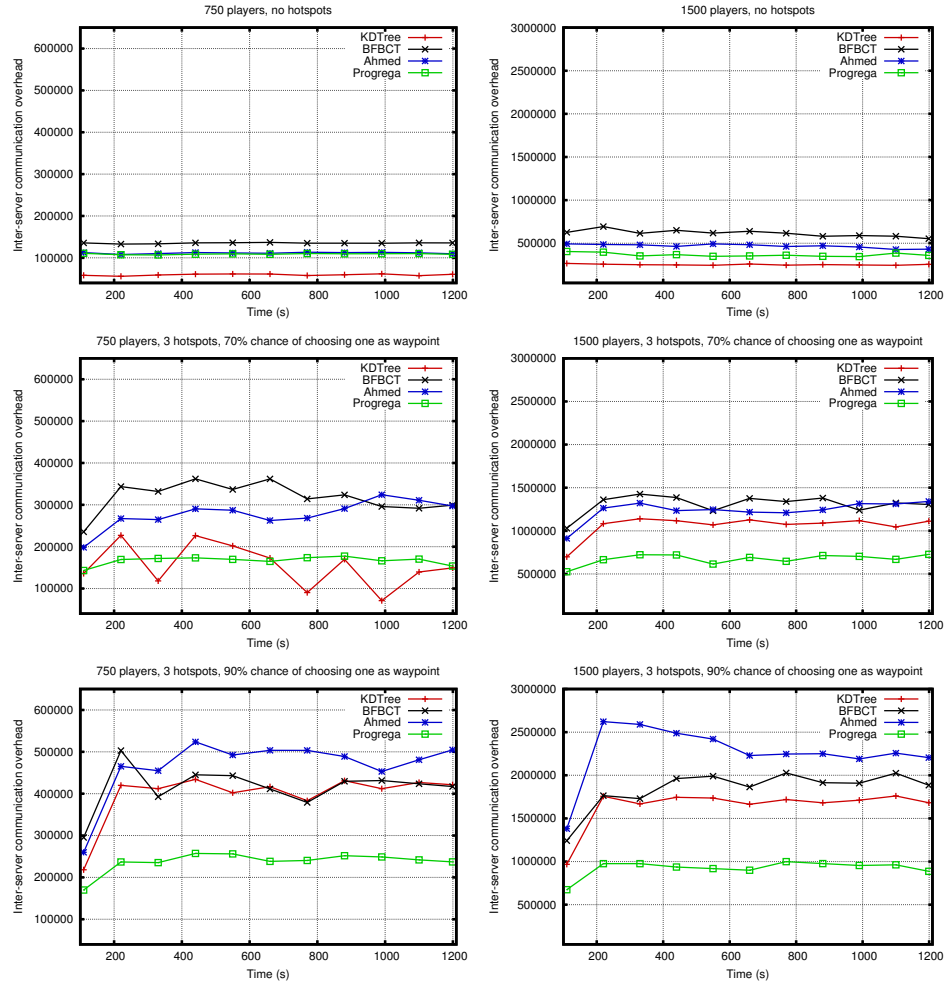 750 players, no hotspots
Inter-server communication overhead
600000
500000
400000
300000
200000
100000
200
400
600
800
1000
1200
Time (s)
KDTree
BFBCT
Ahmed
Progrega
1500 players, no hotspots
Inter-server communication overhead
3000000
2500000
2000000
1500000
1000000
500000
200
400
600
800
1000
1200
Time (s)
KDTree
BFBCT
Ahmed
Progrega
750 players, 3 hotspots, 70% chance of choosing one as waypoint
Inter-server communication overhead
600000
500000
400000
300000
200000
100000
200
400
600
800
1000
1200
Time (s)
KDTree
BFBCT
Ahmed
Progrega
1500 players, 3 hotspots, 70% chance of choosing one as waypoint
Inter-server communication overhead
3000000
2500000
2000000
1500000
1000000
500000
200
400
600
800
1000
1200
Time (s)
KDTree
BFBCT
Ahmed
Progrega
750 players, 3 hotspots, 90% chance of choosing one as waypoint
Inter-server communication overhead
600000
500000
400000
300000
200000
100000
200
400
600
800
1000
1200
Time (s)
KDTree
BFBCT
Ahmed
Progrega
1500 players, 3 hotspots, 90% chance of choosing one as waypoint
Inter-server communication overhead
3000000
2500000
2000000
1500000
1000000
500000
200
400
600
800
1000
1200
Time (s)
KDTree
BFBCT
Ahmed
Progrega